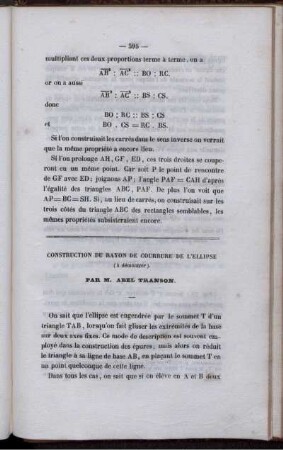 — 595 —
multipliant ces deux proportions terme à terme, on a
AB² : AC² :: BO : RC,
or on a aussi
AB² : AC² :: BS : CS,
donc
BO : RC :: BS : CS
et BO . CS = RC . BS.
Si l'on construisait les carrés dans le sens inverse on verrait
que la même propriété a encore lieu.
Si l'on prolonge AH, GF, ED, ces trois droites se coupe-
ront en un même point. Car soit P le point de rencon-
tre de GF avec ED; joignons AP; l'angle PAF = CAH d'après
l'égalité des triangles ABC, PAF. De plus l'on voit que
AP=BC=SH. Si, au lieu de carrés, on construisait sur les
trois côtés du triangle ABC des rectangles semblables, les
mêmes propriétés subsisteraient encore.
CONSTRUCTION DU RAYON DE COURBURE DE L'ELLIPSE
(à démontrer).
PAR M. ABEL TRANSON.
On sait que l'ellipse est engendrée par le sommet T d'un
triangle TAB, lorsqu'on fait glisser les extrémités de la base
sur deux axes fixes. Ce mode de description est souvent em-
ployé dans la construction des épures; mais alors on réduit
le triangle à sa ligne de base AB, en plaçant le sommet T en
un point quelconque de cette ligne.
Dans tous les cas, on sait que si on élève en A et B deux